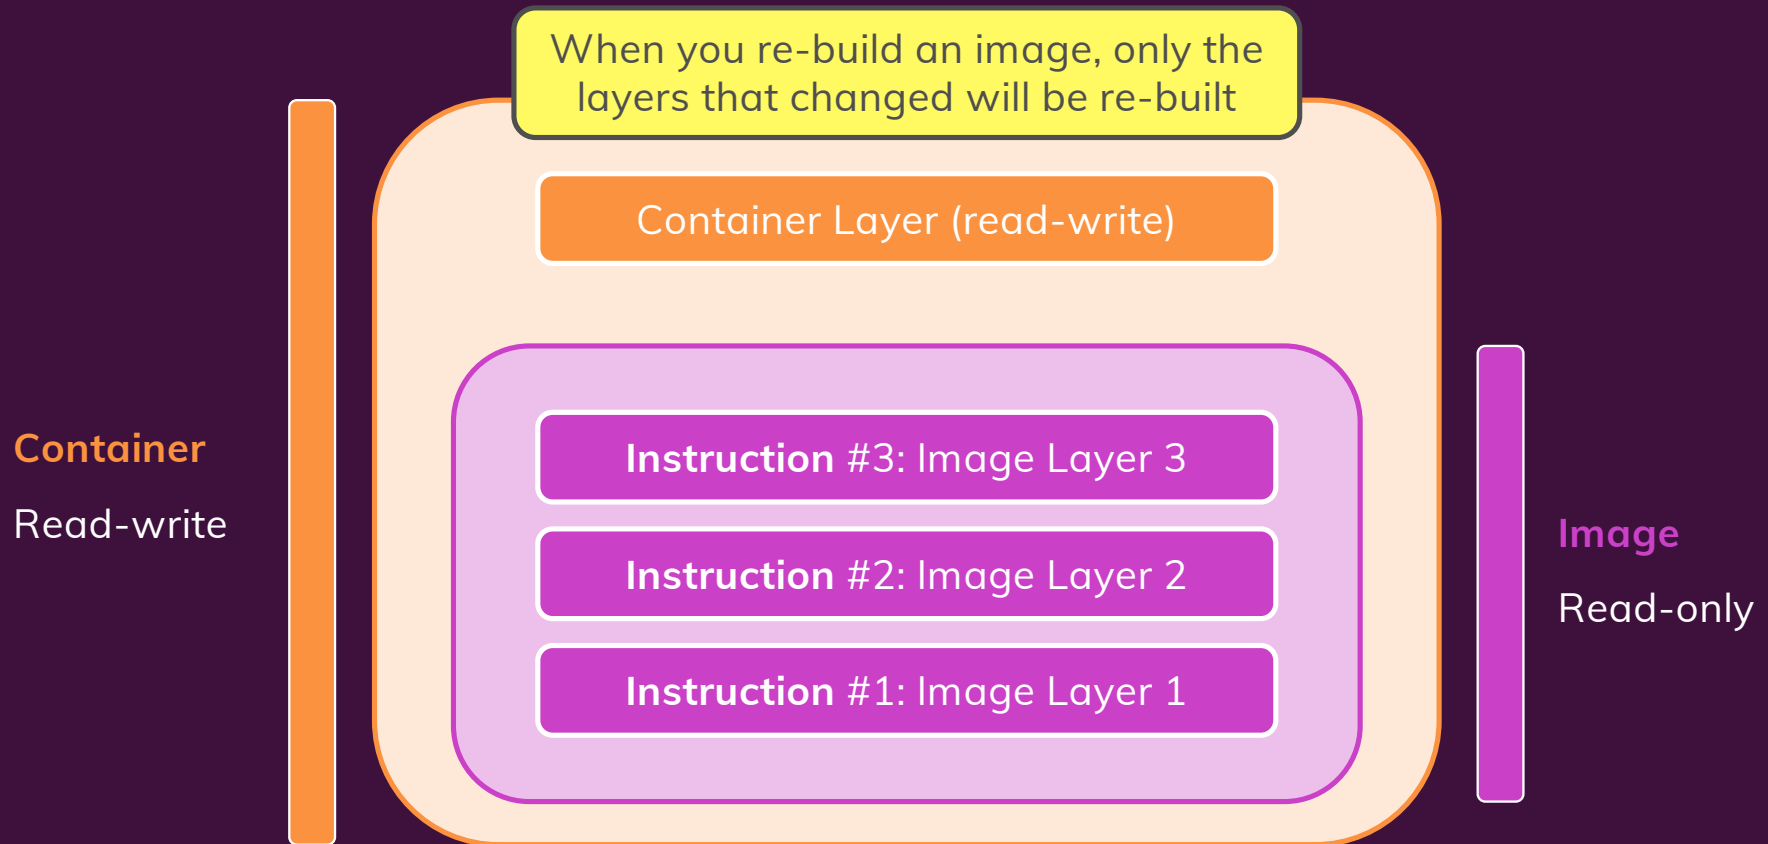 When you re-build an image, only the
layers that changed will be re-built
Container Layer (read-write)
Container
Read-write
Instruction #3: Image Layer 3
Instruction #2: Image Layer 2
Instruction #1: Image Layer 1
Image
Read-only